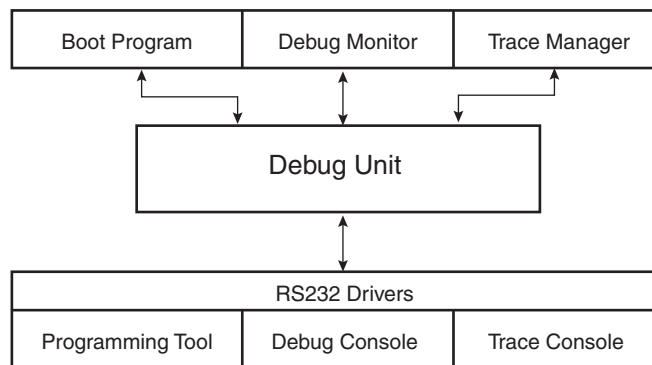 Boot Program
Debug Monitor
Trace Manager
Debug Unit
RS232 Drivers
Programming Tool
Debug Console
Trace Console